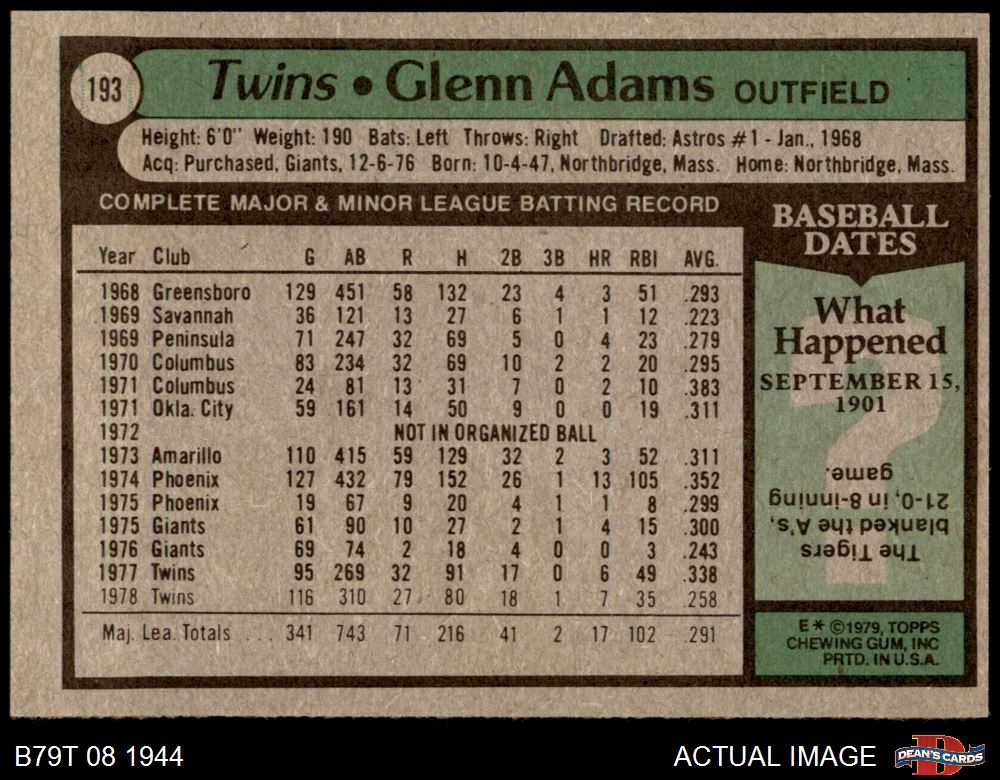 193
Twins • Glenn Adams OUTFIELD
Height: 6'0" Weight: 190 Bats: Left Throws: Right Drafted: Astros #1 - Jan., 1968
Acq: Purchased, Giants, 12-6-76 Born: 10-4-47, Northbridge, Mass. Home: Northbridge, Mass.
COMPLETE MAJOR & MINOR LEAGUE BATTING RECORD
Year Club G AB R H 2B 3B HR RBI AVG.
1968 Greensboro 129 451 58 132 23 4 3 51 .293
1969 Savannah 36 121 13 27 6 1 1 12 .223
1969 Peninsula 71 247 32 69 5 0 4 23 .279
1970 Columbus 83 234 32 69 10 2 2 20 .295
1971 Columbus 24 81 13 31 7 0 2 10 .383
1971 Okla. City 59 161 14 50 9 0 0 19 .311
1972 NOT IN ORGANIZED BALL
1973 Amarillo 110 415 59 129 32 2 3 52 .311
1974 Phoenix 127 432 79 152 26 1 13 105 .352
1975 Phoenix 19 67 9 20 4 1 1 8 .299
1975 Giants 61 90 10 27 2 1 4 15 .300
1976 Giants 69 74 2 18 4 0 0 3 .243
1977 Twins 95 269 32 91 17 0 6 49 .338
1978 Twins 116 310 27 80 18 1 7 35 .258
Maj. Lea. Totals ... 341 743 71 216 41 2 17 102 .291
BASEBALL
DATES
What
Happened
SEPTEMBER 15,
1901
The Tigers
blanked the A's,
21-0, in 8-inning
game.
E * ©1979, TOPPS
CHEWING GUM, INC
PRTD. IN U.S.A.
B79T 08 1944
ACTUAL IMAGE
DEAN'S CARDS